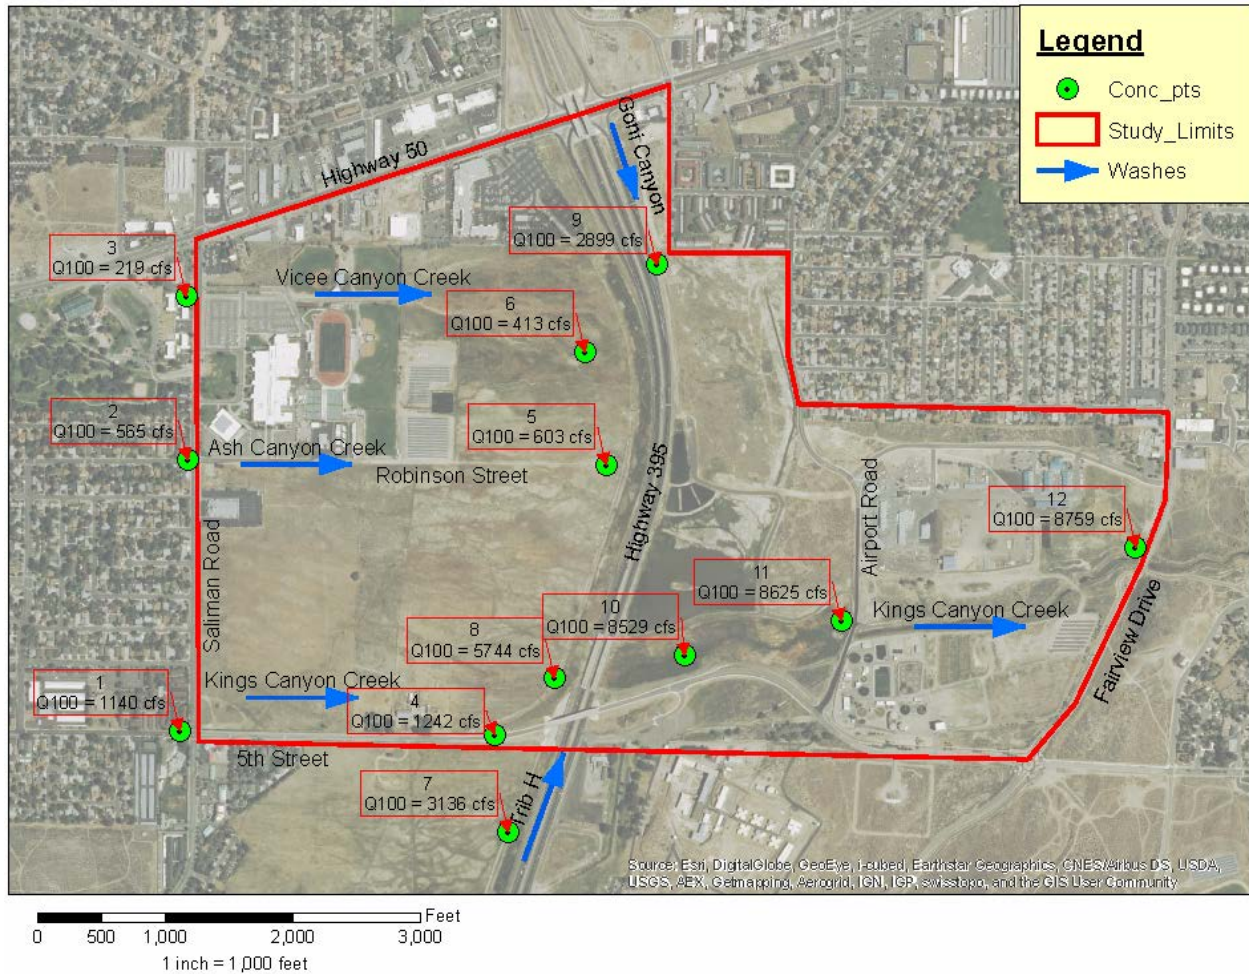 Legend
Conc_pts
Study_Limits
Washes
Highway 50
Goni Canyon
9
Q100 = 2899 cfs
3
Q100 = 219 cfs
Vicee Canyon Creek
6
Q100 = 413 cfs
2
Q100 = 565 cfs
5
Q100 = 603 cfs
Ash Canyon Creek
Robinson Street
Highway 395
Airport Road
12
Q100 = 8759 cfs
Saliman Road
11
Q100 = 8625 cfs
Kings Canyon Creek
10
Q100 = 8529 cfs
8
Q100 = 5744 cfs
Fairview Drive
1
Q100 = 1140 cfs
Kings Canyon Creek
4
Q100 = 1242 cfs
5th Street
7
Q100 = 3136 cfs
Trib H
Source: Esri, DigitalGlobe, GeoEye, i-cubed, Earthstar Geographics, CNES/Airbus DS, USDA,
USGS, AEX, Getmapping, Aerogrid, IGN, IGP, swisstopo, and the GIS User Community
Feet
0 500 1,000 2,000 3,000
1 inch = 1,000 feet